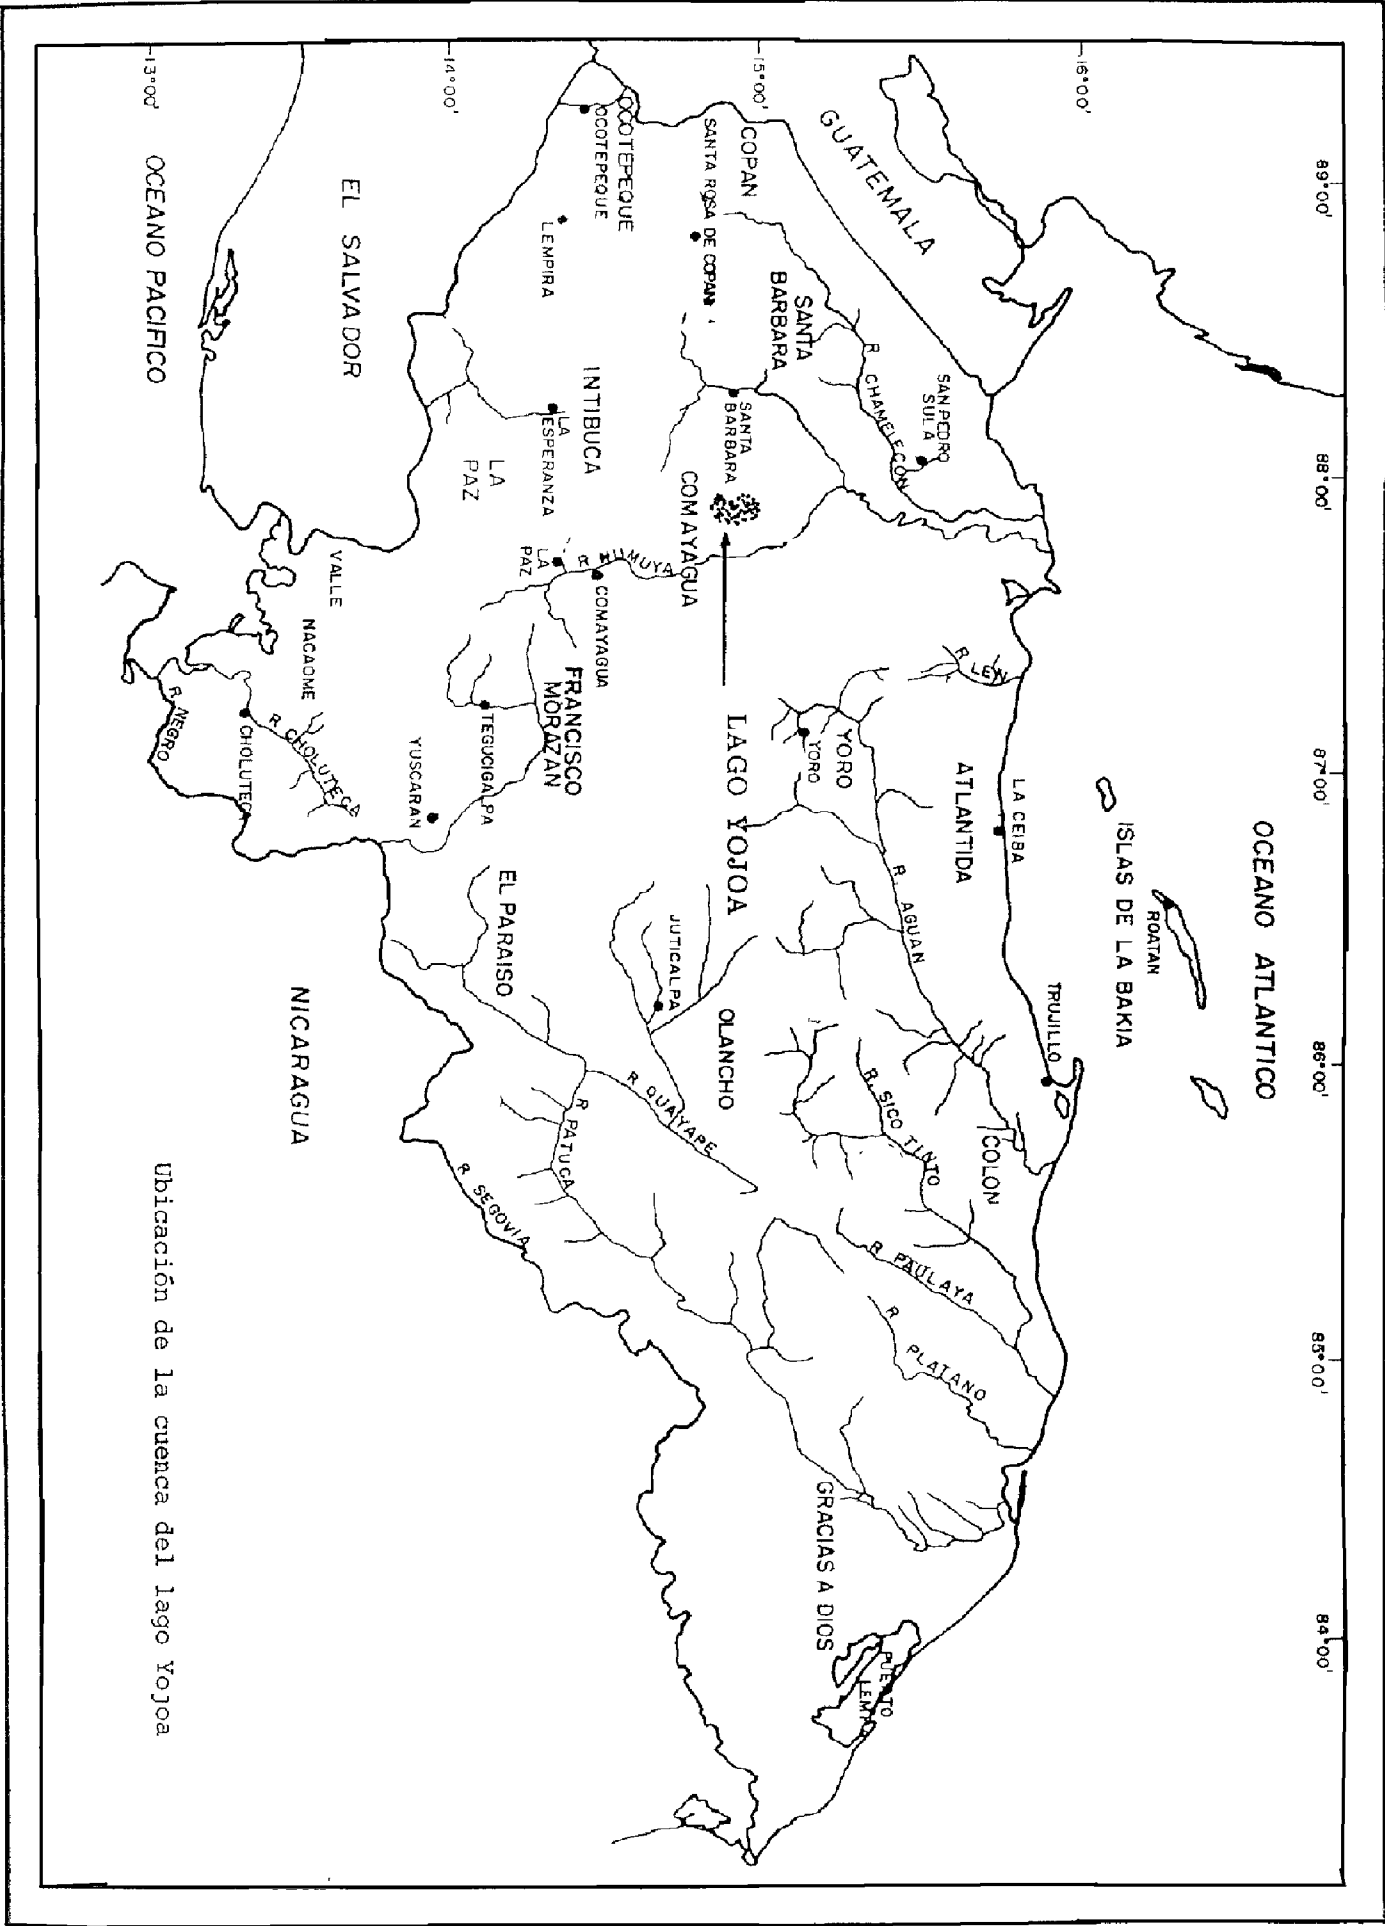 89°00'
88°00'
87°00'
86°00'
85°00'
84°00'
16°00'
15°00'
14°00'
13°00'
OCEANO ATLANTICO
ISLAS DE LA BAKIA
ROATAN
GUATEMALA
TRUJILLO
LA CEIBA
ATLANTIDA
R LEN
SAN PEDRO
SULA
R CHAMELECON
SANTA
BARBARA
COPAN
SANTA ROSA DE COPAN
SANTA
BARBARA
YORO
YORO
R. AGUAN
COLON
R. SICO TINTO
R PAULAYA
R PLATANO
GRACIAS A DIOS
PUERTO
LEMP
LAGO YOJOA
OLANCHO
JUTICALPA
R QUAYAPE
COMAYAGUA
R HUMUYA
COMAYAGUA
OCOTEPEQUE
OCOTEPEQUE
LEMPIRA
INTIBUCA
LA
ESPERANZA
LA
PAZ
LA
PAZ
FRANCISCO
MORAZAN
TEGUCIGALPA
YUSCARAN
EL PARAISO
R PATUCA
R SEGOVIA
EL SALVADOR
VALLE
NACAOME
R CHOLUTECA
CHOLUTECA
R. NEGRO
NICARAGUA
OCEANO PACIFICO
Ubicación de la cuenca del lago Yojoa